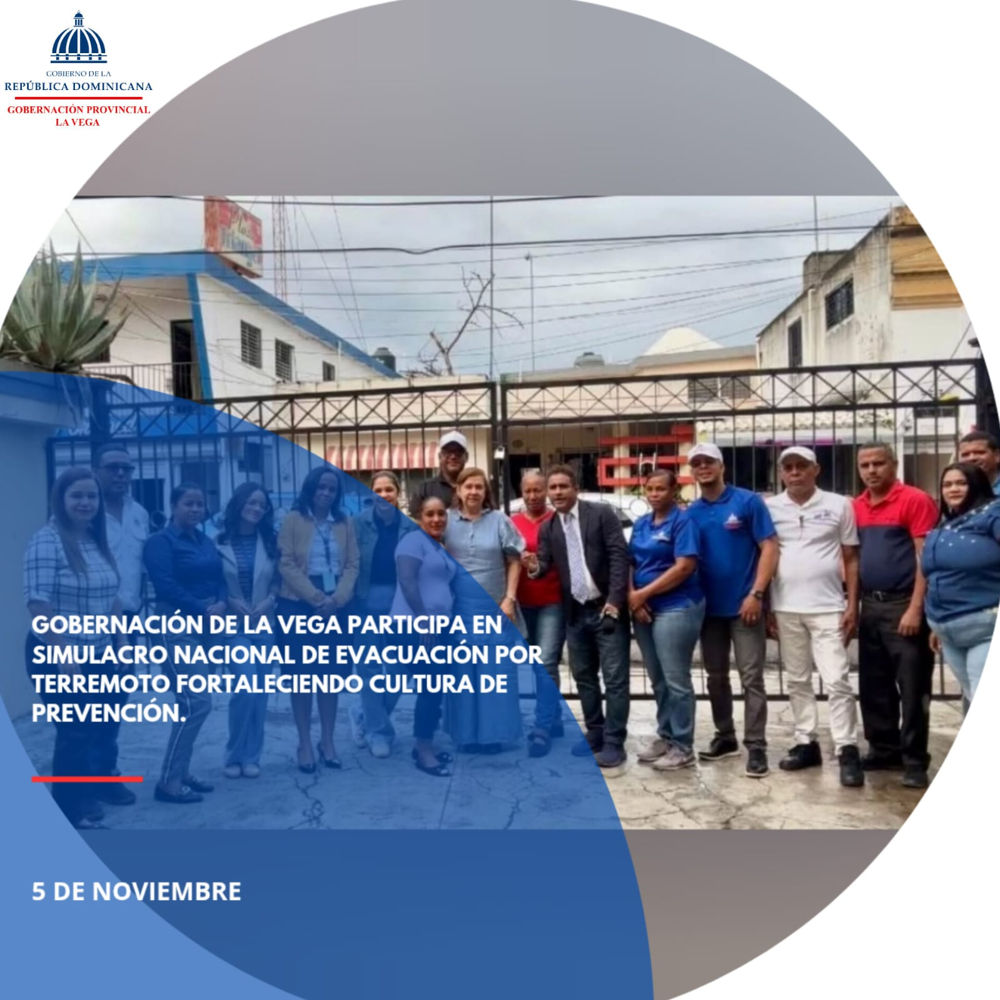 GOBIERNO DE LA
REPÚBLICA DOMINICANA
GOBERNACIÓN PROVINCIAL
LA VEGA
GOBERNACIÓN DE LA VEGA PARTICIPA EN
SIMULACRO NACIONAL DE EVACUACIÓN POR
TERREMOTO FORTALECIENDO CULTURA DE
PREVENCIÓN.
5 DE NOVIEMBRE